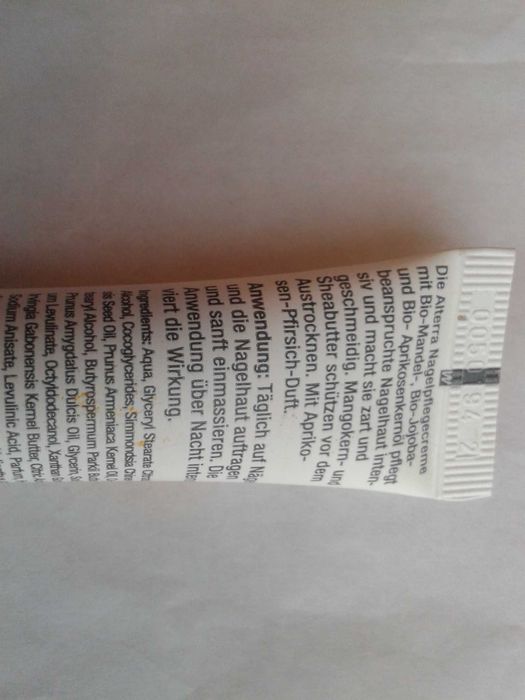 Die Alterra Nagelpflegecreme
mit Bio-Mandel-, Bio-Jojoba-
und Bio- Aprikosenkernöl pflegt
beanspruchte Nagelhaut inten-
siv und macht sie zart und
geschmeidig. Mangokern- und
Sheabutter schützen vor dem
Austrocknen. Mit Apriko-
sen-Pfirsich-Duft.
Anwendung: Täglich auf Näg
und die Nagelhaut auftragen
und sanft einmassieren. Die
Anwendung über Nacht inte
viert die Wirkung.
Ingredients: Aqua, Glyceryl Stearate
Alcohol, Cocoglycerides, Simmondsia
Seed Oil, Prunus Armeniaca Kernel Oil
Alcohol, Butyrospermum Parkii
Prunus Amygdalus Dulcis Oil, Glycerin,
Levulinate, Octyldodecanol, Xanthan
Gabonensis Kernel Butter,
Sodium Anisate, Levulinic Acid, Parfum